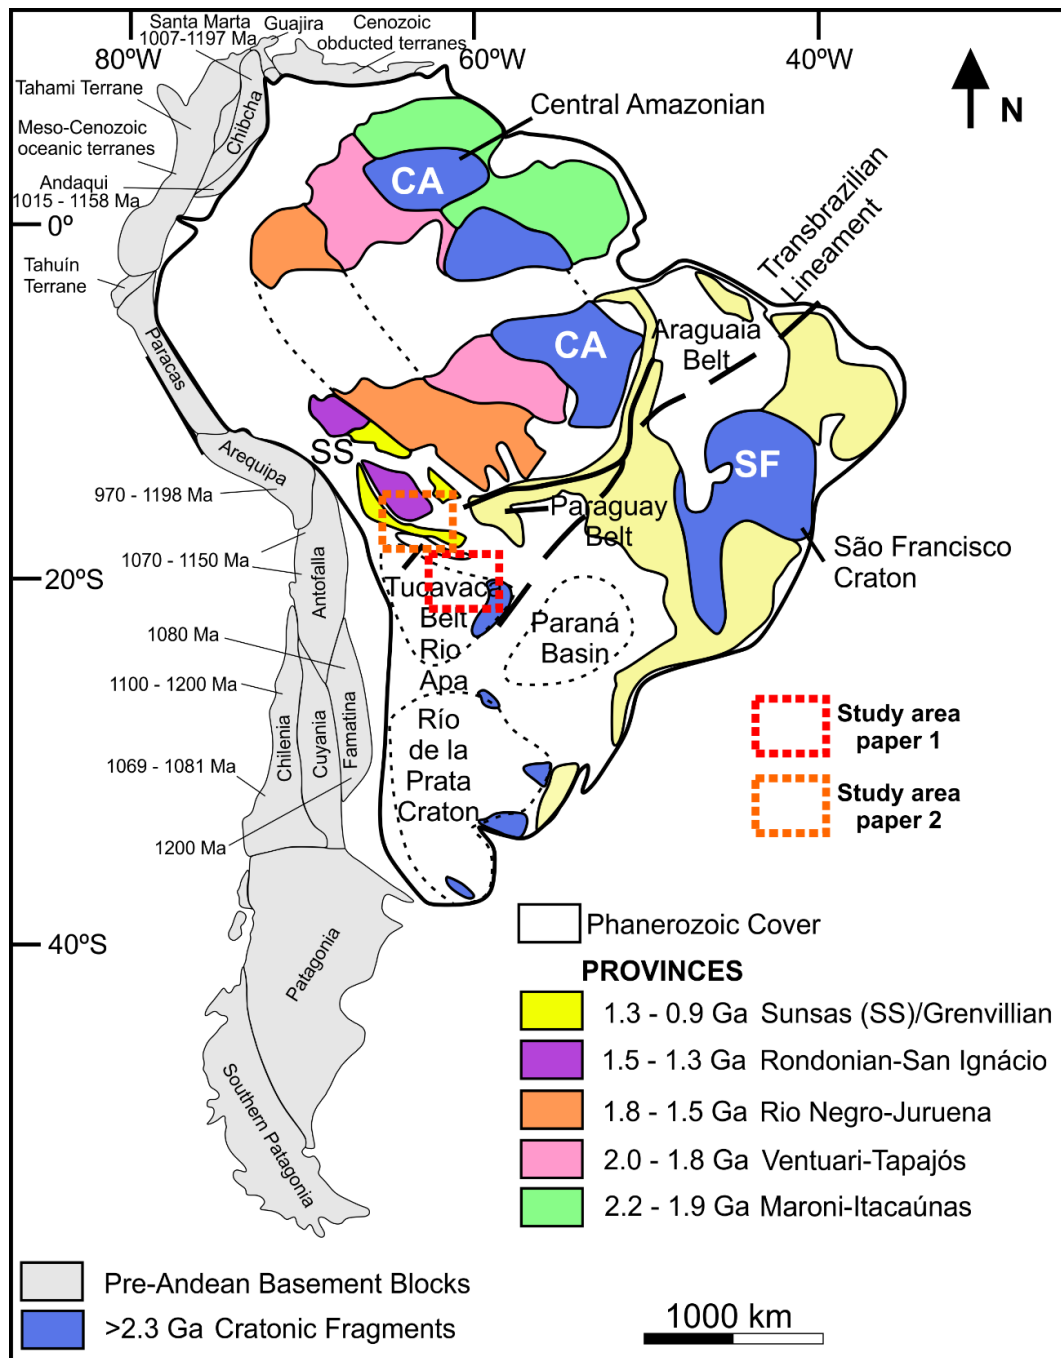 Santa Marta
1007-1197 Ma
Guajira
Cenozoic
obducted terranes
80ºW
60ºW
40ºW
Tahami Terrane
Chibcha
Meso-Cenozoic
oceanic terranes
Andaqui
1015 - 1158 Ma
0º
Tahuín
Terrane
Paracas
Central Amazonian
N
CA
Transbrazilian
Lineament
Araguaia
Belt
CA
SS
SF
Arequipa
970 - 1198 Ma
Paraguay
Belt
São Francisco
Craton
1070 - 1150 Ma
20ºS
Antofalla
Tucavaca
Belt
Rio
Apa
Paraná
Basin
1080 Ma
1100 - 1200 Ma
Chilenia
Cuyania
Famatina
Río
de la
Prata
Craton
1069 - 1081 Ma
1200 Ma
Study area
paper 1
Study area
paper 2
40ºS
Patagonia
Southern Patagonia
Phanerozoic Cover
PROVINCES
1.3 - 0.9 Ga Sunsas (SS)/Grenvillian
1.5 - 1.3 Ga Rondonian-San Ignácio
1.8 - 1.5 Ga Rio Negro-Juruena
2.0 - 1.8 Ga Ventuari-Tapajós
2.2 - 1.9 Ga Maroni-Itacaúnas
Pre-Andean Basement Blocks
>2.3 Ga Cratonic Fragments
1000 km